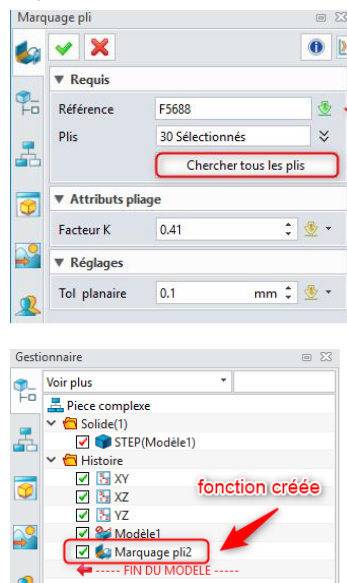 Marquage pli
Requis
Référence F5688
Plis 30 Sélectionnés
Chercher tous les plis
Attributs pliage
Facteur K 0.41
Réglages
Tol planaire 0.1 mm
Gestionnaire
Voir plus
Piece complexe
Solide(1)
STEP(Modèle1)
Histoire
XY
XZ
YZ
fonction créée
Modèle1
Marquage pli2
----- FIN DU MODELE -----